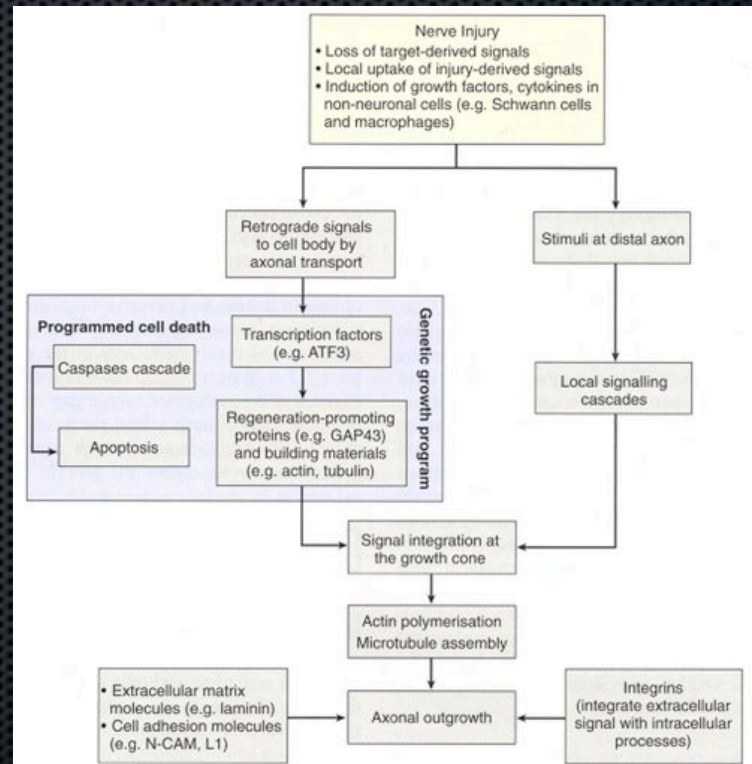 Nerve Injury
• Loss of target-derived signals
• Local uptake of injury-derived signals
• Induction of growth factors, cytokines in
non-neuronal cells (e.g. Schwann cells
and macrophages)
Retrograde signals
to cell body by
axonal transport
Stimuli at distal axon
Programmed cell death
Caspases cascade
Apoptosis
Transcription factors
(e.g. ATF3)
Regeneration-promoting
proteins (e.g. GAP43)
and building materials
(e.g. actin, tubulin)
Genetic growth program
Local signalling
cascades
Signal integration at
the growth cone
Actin polymerisation
Microtubule assembly
• Extracellular matrix
molecules (e.g. laminin)
• Cell adhesion molecules
(e.g. N-CAM, L1)
Axonal outgrowth
Integrins
(integrate extracellular
signal with intracellular
processes)